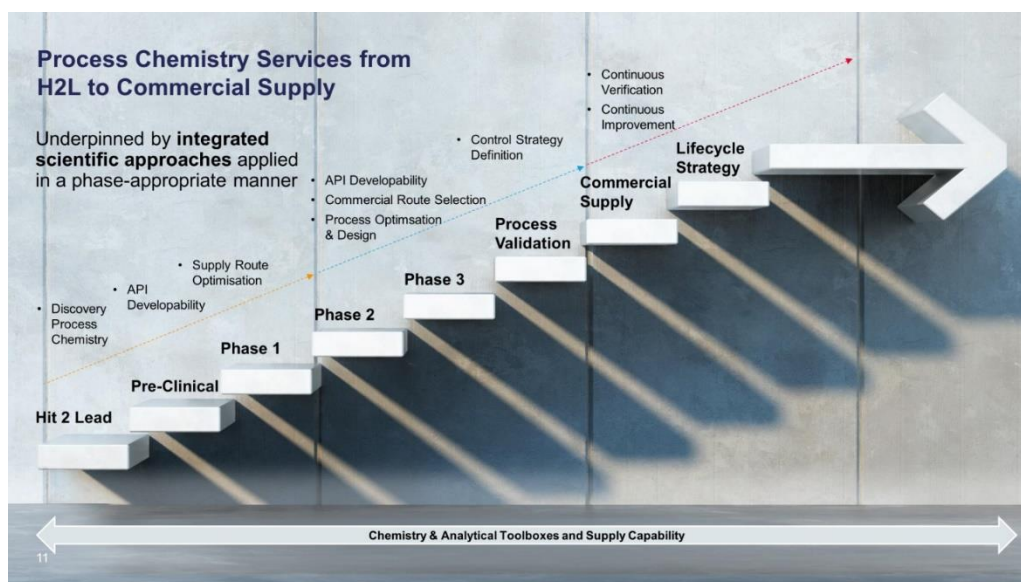 Process Chemistry Services from
H2L to Commercial Supply
Underpinned by integrated
scientific approaches applied
in a phase-appropriate manner
• Continuous
Verification
• Continuous
Improvement
• Control Strategy
Definition
• API Developability
• Commercial Route Selection
• Process Optimsation
& Design
• Supply Route
Optimisation
• API
Developability
• Discovery
Process
Chemistry
Hit 2 Lead
Pre-Clinical
Phase 1
Phase 2
Phase 3
Process
Validation
Commercial
Supply
Lifecycle
Strategy
Chemistry & Analytical Toolboxes and Supply Capability
11